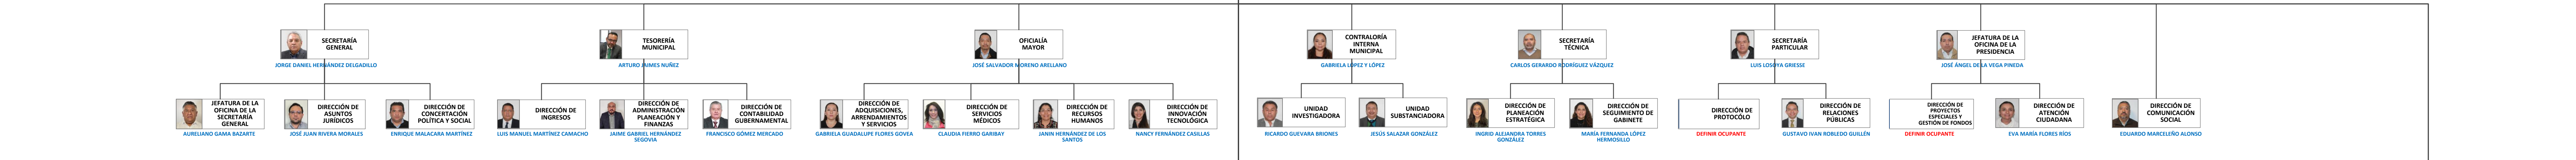 SECRETARÍA
GENERAL
JORGE DANIEL HERNÁNDEZ DELGADILLO
TESORERÍA
MUNICIPAL
ARTURO JAIMES NUÑEZ
OFICIALÍA
MAYOR
JOSÉ SALVADOR MORENO ARELLANO
CONTRALORÍA
INTERNA
MUNICIPAL
GABRIELA LÓPEZ Y LÓPEZ
SECRETARÍA
TÉCNICA
CARLOS GERARDO RODRÍGUEZ VÁZQUEZ
SECRETARÍA
PARTICULAR
LUIS LOSOYA GRIESSE
JEFATURA DE LA
OFICINA DE LA
PRESIDENCIA
JOSÉ ÁNGEL DE LA VEGA PINEDA
JEFATURA DE LA
OFICINA DE LA
SECRETARÍA
GENERAL
AURELIANO GAMA BAZARTE
DIRECCIÓN DE
ASUNTOS
JURÍDICOS
JOSÉ JUAN RIVERA MORALES
DIRECCIÓN DE
CONCERTACIÓN
POLÍTICA Y SOCIAL
ENRIQUE MALACARA MARTÍNEZ
DIRECCIÓN DE
INGRESOS
LUIS MANUEL MARTÍNEZ CAMACHO
DIRECCIÓN DE
ADMINISTRACIÓN
PLANEACIÓN Y
FINANZAS
JAIME GABRIEL HERNÁNDEZ
SEGOVIA
DIRECCIÓN DE
CONTABILIDAD
GUBERNAMENTAL
FRANCISCO GÓMEZ MERCADO
DIRECCIÓN DE
ADQUISICIONES,
ARRENDAMIENTOS
Y SERVICIOS
GABRIELA GUADALUPE FLORES GOVEA
DIRECCIÓN DE
SERVICIOS
MÉDICOS
CLAUDIA FIERRO GARIBAY
DIRECCIÓN DE
RECURSOS
HUMANOS
JANIN HERNÁNDEZ DE LOS
SANTOS
DIRECCIÓN DE
INNOVACIÓN
TECNOLÓGICA
NANCY FERNÁNDEZ CASILLAS
UNIDAD
INVESTIGADORA
RICARDO GUEVARA BRIONES
UNIDAD
SUBSTANCIADORA
JESÚS SALAZAR GONZÁLEZ
DIRECCIÓN DE
PLANEACIÓN
ESTRATÉGICA
INGRID ALEJANDRA TORRES
GONZÁLEZ
DIRECCIÓN DE
SEGUIMIENTO DE
GABINETE
MARÍA FERNANDA LÓPEZ
HERMOSILLO
DIRECCIÓN DE
PROTOCÓLO
DEFINIR OCUPANTE
DIRECCIÓN DE
RELACIONES
PÚBLICAS
GUSTAVO IVAN ROBLEDO GUILLÉN
DIRECCIÓN DE
PROYECTOS
ESPECIALES Y
GESTIÓN DE FONDOS
DEFINIR OCUPANTE
DIRECCIÓN DE
ATENCIÓN
CIUDADANA
EVA MARÍA FLORES RÍOS
DIRECCIÓN DE
COMUNICACIÓN
SOCIAL
EDUARDO MARCELEÑO ALONSO